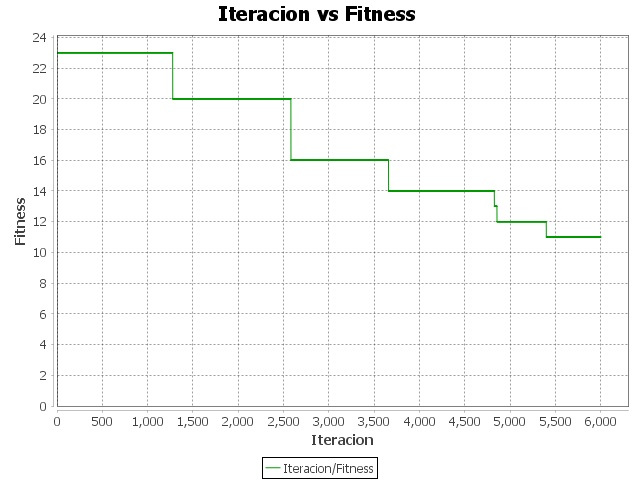 Iteracion vs Fitness
24
22
20
18
16
14
12
10
8
6
4
2
0
Fitness
0 500 1,000 1,500 2,000 2,500 3,000 3,500 4,000 4,500 5,000 5,500 6,000
Iteracion
Iteracion/Fitness